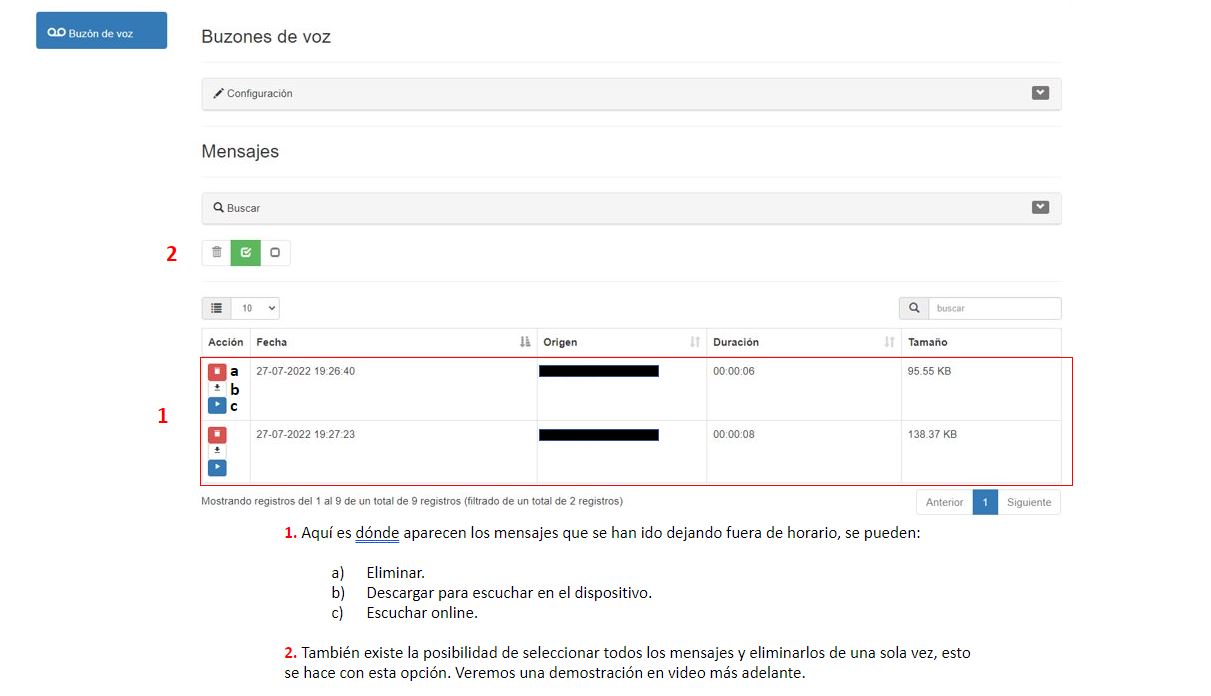 Buzón de voz
Buzones de voz
Configuración
Mensajes
Buscar
2
10
buscar
Acción Fecha Origen Duración Tamaño
1
a 27-07-2022 19:26:40 00:00:06 95.55 KB
b
c
27-07-2022 19:27:23 00:00:08 138.37 KB
Mostrando registros del 1 al 9 de un total de 9 registros (filtrado de un total de 2 registros)
Anterior 1 Siguiente
1. Aquí es dónde aparecen los mensajes que se han ido dejando fuera de horario, se pueden:
a) Eliminar.
b) Descargar para escuchar en el dispositivo.
c) Escuchar online.
2. También existe la posibilidad de seleccionar todos los mensajes y eliminarlos de una sola vez, esto
se hace con esta opción. Veremos una demostración en video más adelante.